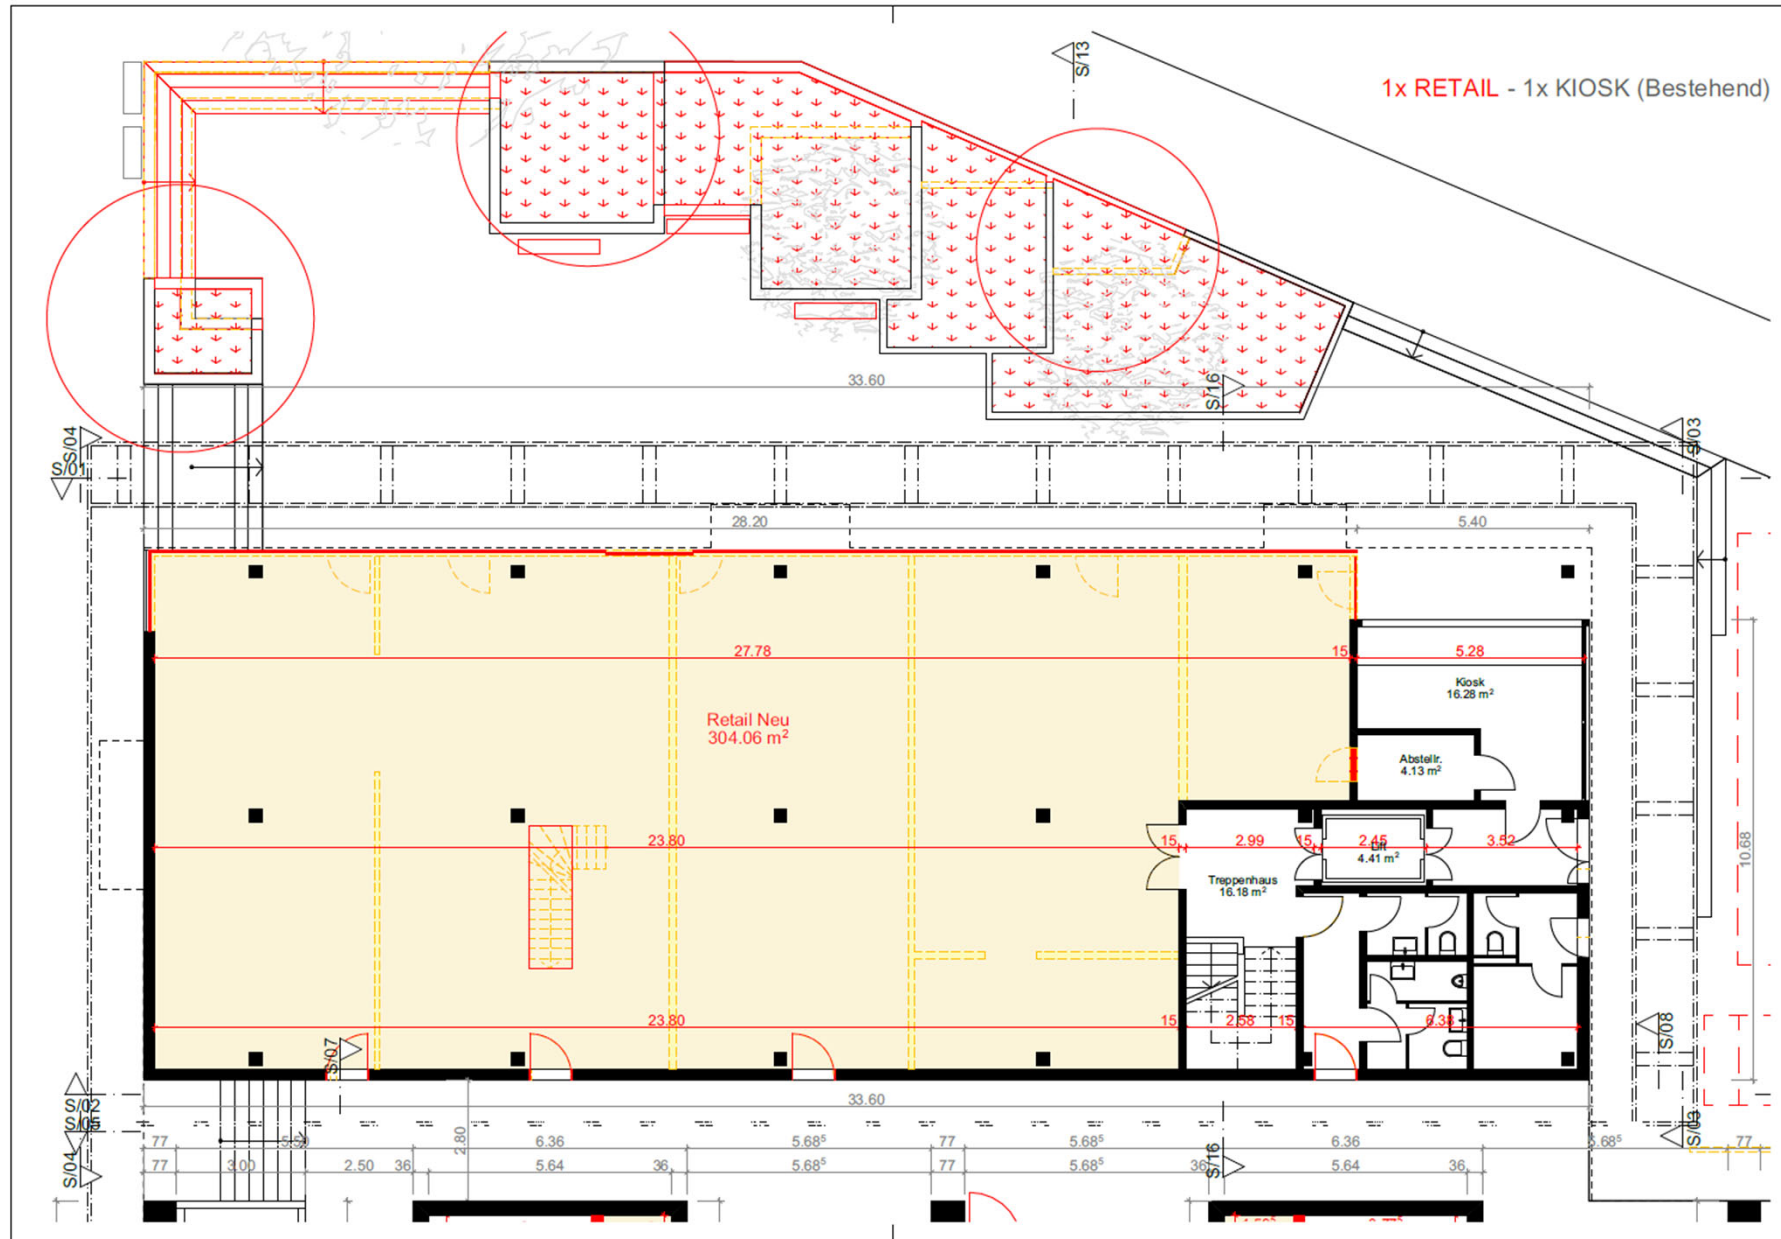 S/13
1x RETAIL - 1x KIOSK (Bestehend)
33.60
S/16
S/04
S/01
S/03
28.20
5.40
27.78
15
5.28
Kiosk
16.28 m²
Retail Neu
304.06 m²
Abstellr.
4.13 m²
23.80
15
2.99
15
2.45
3.52
Lift
4.41 m²
10.68
Treppenhaus
16.18 m²
23.80
15
2.58
15
6.38
S/07
S/08
S/02
S/05
33.60
S/03
77
5.50
2.80
6.36
5.68⁵
77
5.68⁵
6.36
5.68⁵
77
S/04
77
3.00
2.50
36
5.64
36
5.68⁵
77
5.68⁵
36
S/16
5.64
36